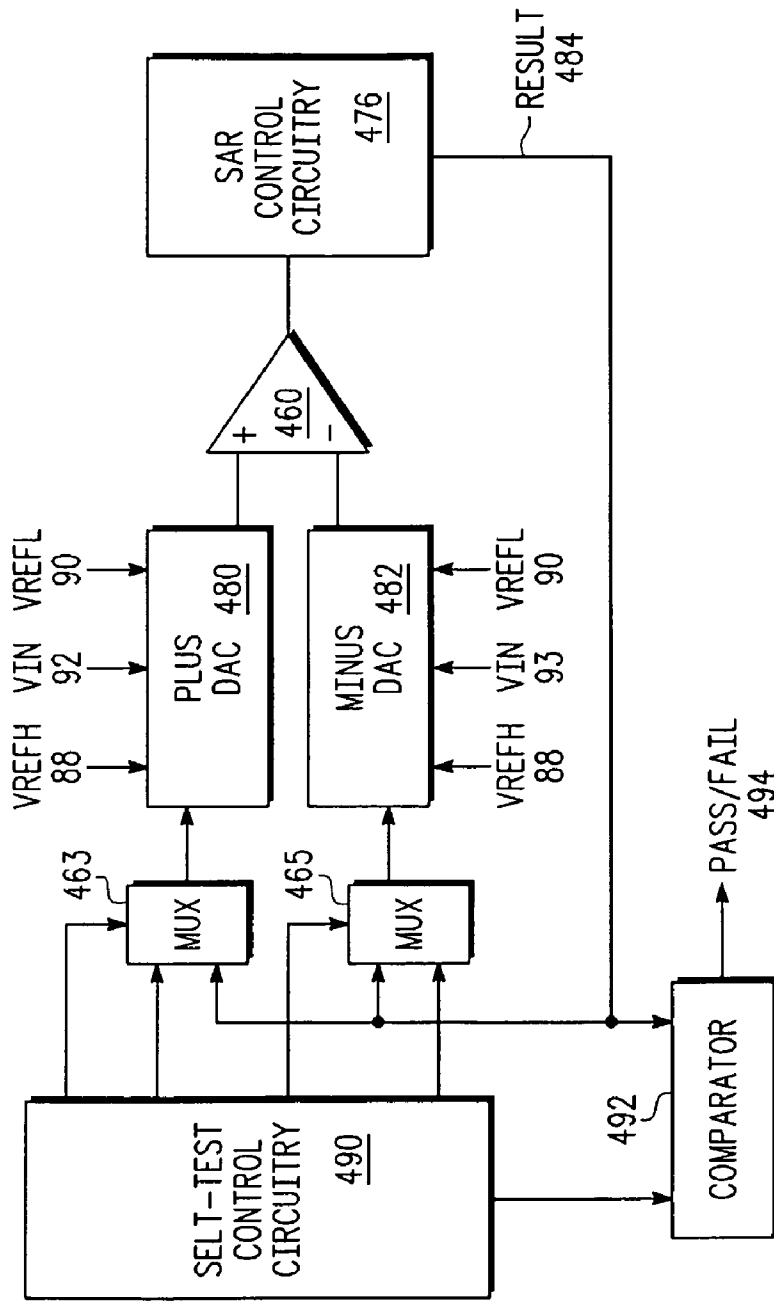 SELT-TEST
CONTROL
CIRCUITRY
490
463
MUX
465
MUX
VREFH
88
VIN
92
VREFL
90
PLUS
DAC
480
MINUS
DAC
482
VREFH
88
VIN
93
VREFL
90
+
460
−
SAR
CONTROL
CIRCUITRY
476
RESULT
484
492
COMPARATOR
PASS/FAIL
494